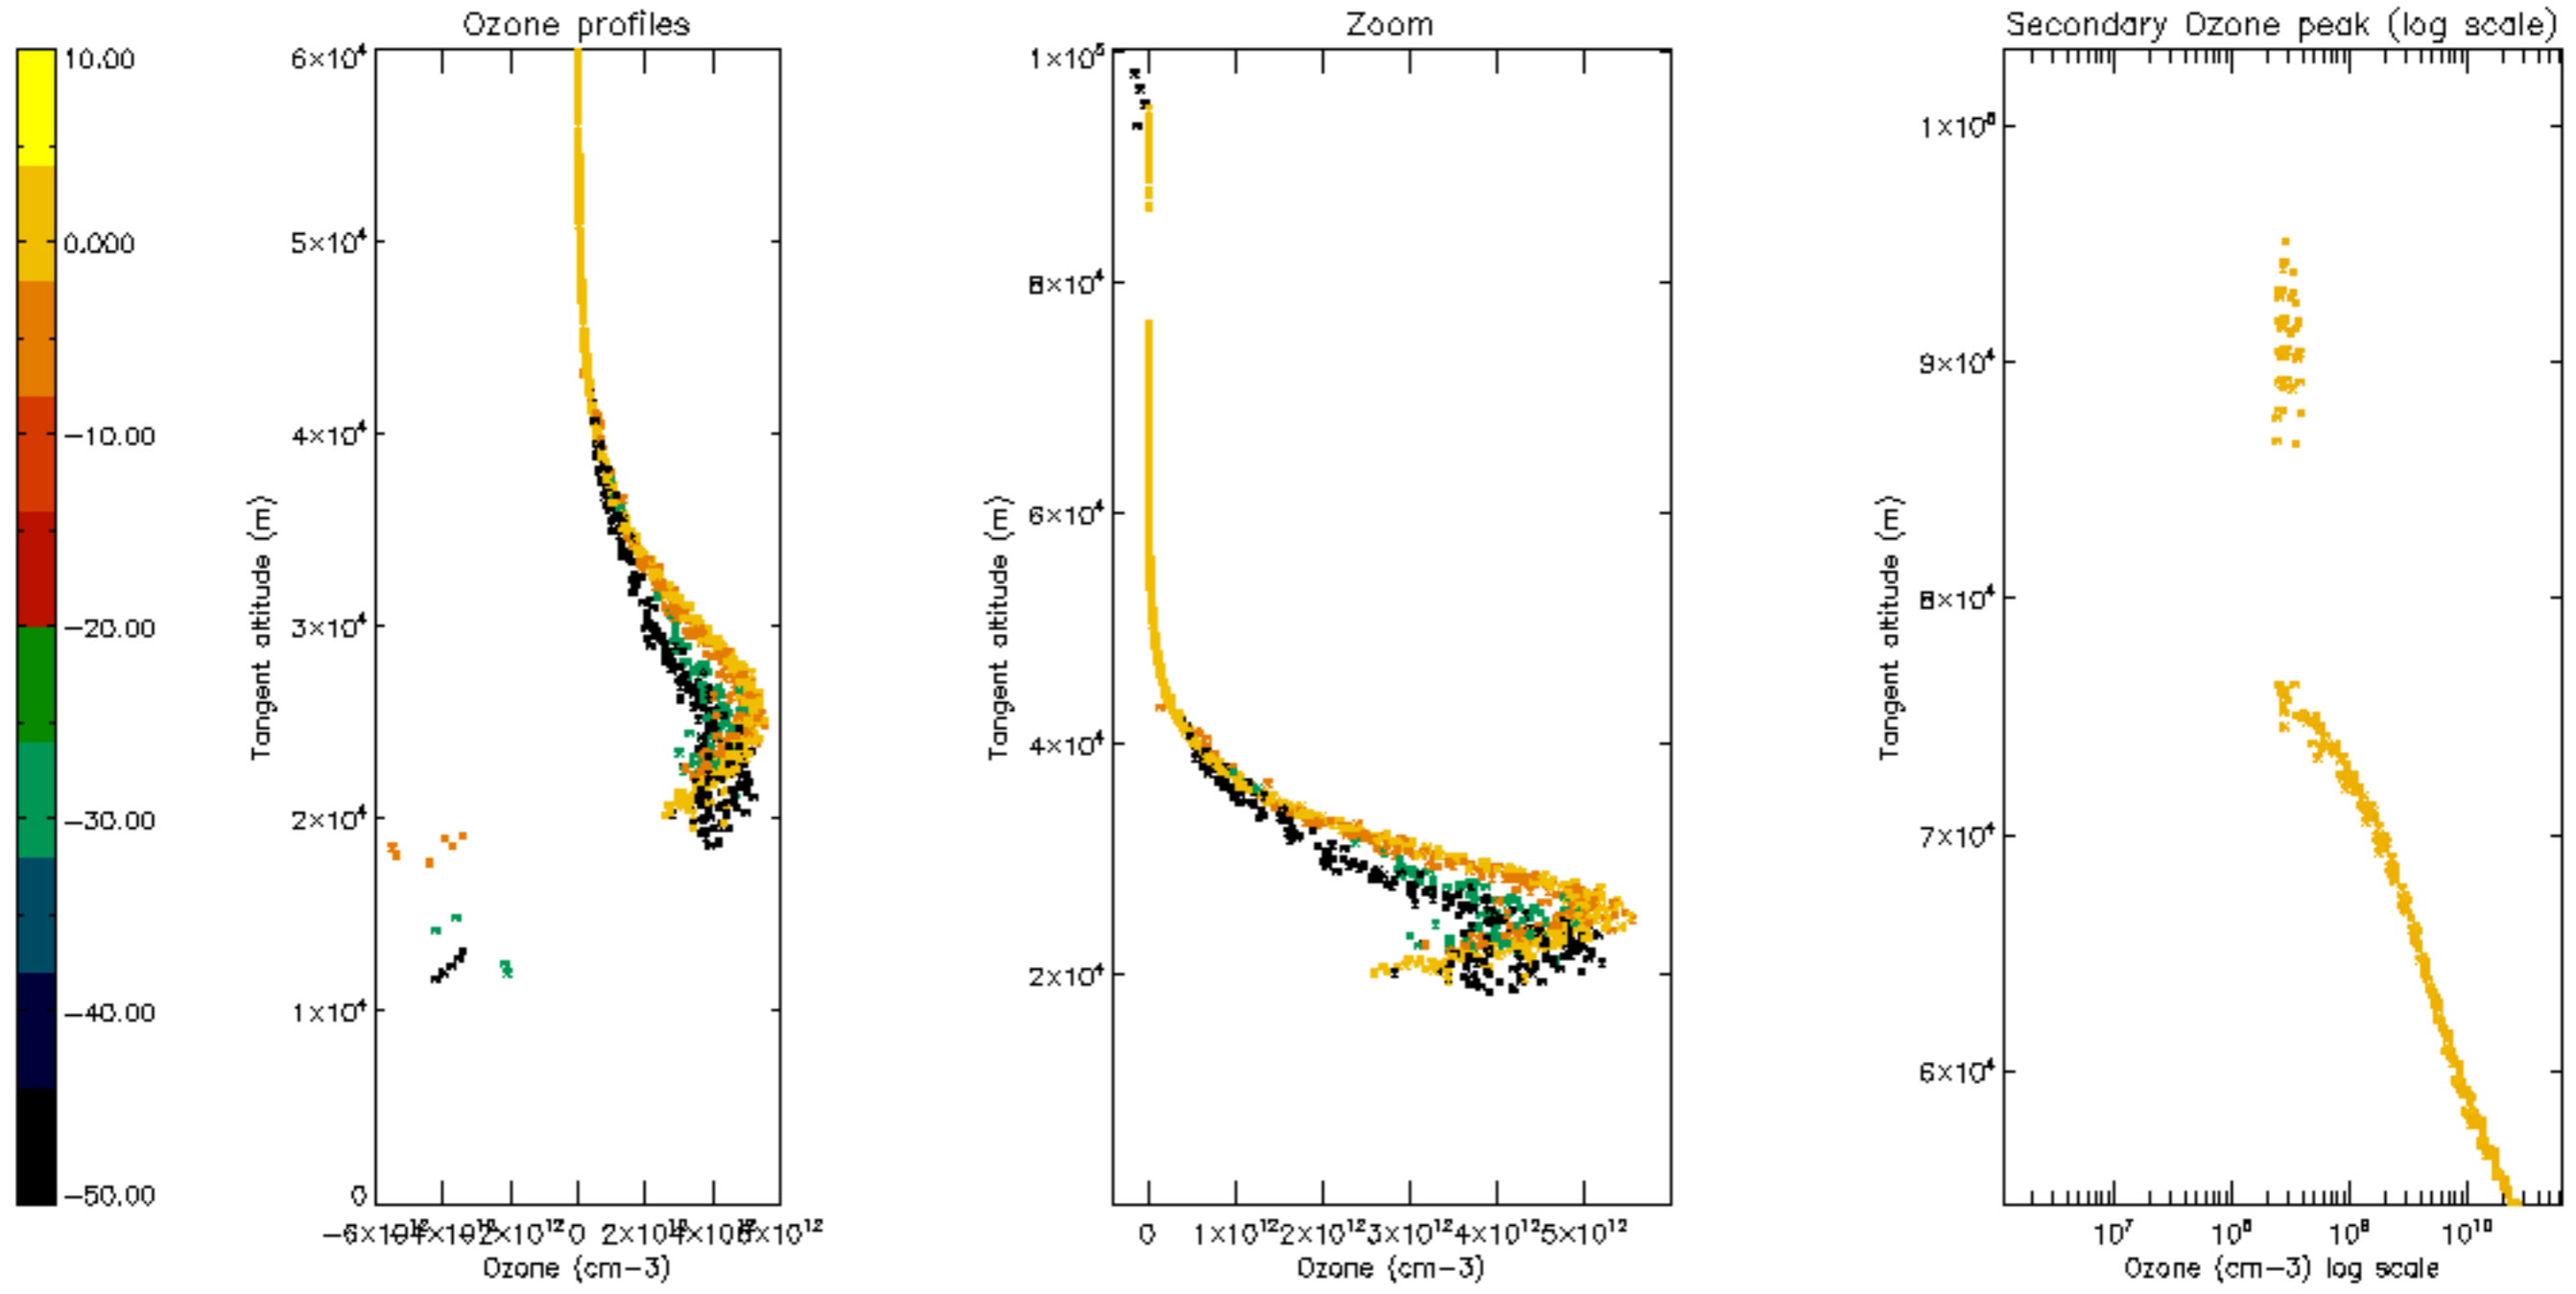 Ozone profiles
Zoom
Secondary Ozone peak (log scale)
10.00
0.000
−10.00
−20.00
−30.00
−40.00
−50.00
6×10⁴
5×10⁴
4×10⁴
3×10⁴
2×10⁴
1×10⁴
0
Tangent altitude (m)
0
Ozone (cm−3)
1×10⁵
8×10⁴
6×10⁴
4×10⁴
2×10⁴
Tangent altitude (m)
0 1×10¹² 2×10¹² 3×10¹² 4×10¹² 5×10¹²
Ozone (cm−3)
1×10⁵
9×10⁴
8×10⁴
7×10⁴
6×10⁴
Tangent altitude (m)
10⁷ 10⁸ 10⁹ 10¹⁰
Ozone (cm−3) log scale